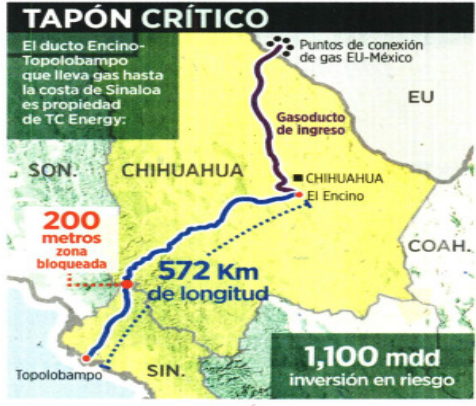 TAPÓN CRÍTICO
El ducto Encino-
Topolobampo
que lleva gas hasta
la costa de Sinaloa
es propiedad
de TC Energy:
Puntos de conexión
de gas EU-México
EU
Gasoducto
de ingreso
SON.
CHIHUAHUA
CHIHUAHUA
El Encino
COAH.
200
metros
zona
bloqueada
572 Km
de longitud
Topolobampo
SIN.
1,100 mdd
inversión en riesgo